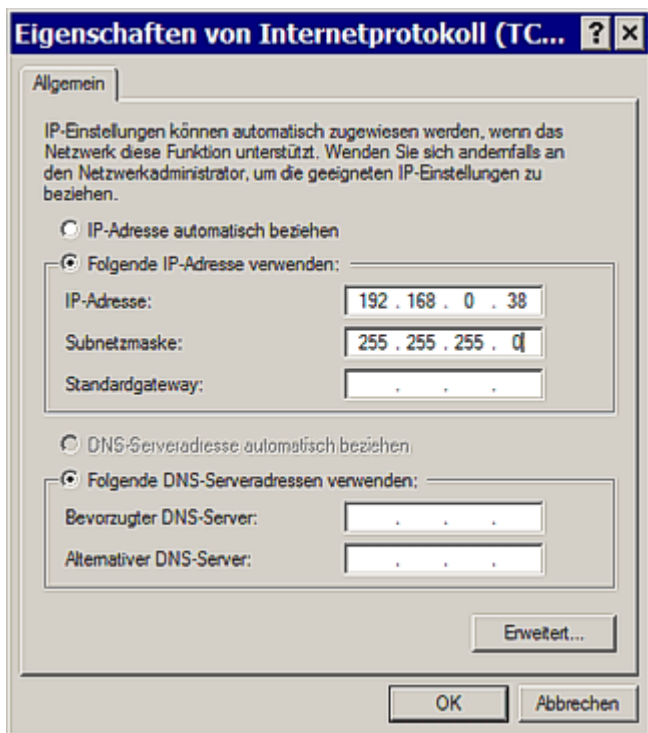 Eigenschaften von Internetprotokoll (TC...
Allgemein
IP-Einstellungen können automatisch zugewiesen werden, wenn das
Netzwerk diese Funktion unterstützt. Wenden Sie sich andernfalls an
den Netzwerkadministrator, um die geeigneten IP-Einstellungen zu
beziehen.
IP-Adresse automatisch beziehen
Folgende IP-Adresse verwenden:
IP-Adresse: 192 . 168 . 0 . 38
Subnetzmaske: 255 . 255 . 255 . 0
Standardgateway: . . .
DNS-Serveradresse automatisch beziehen
Folgende DNS-Serveradressen verwenden:
Bevorzugter DNS-Server: . . .
Alternativer DNS-Server: . . .
Erweitert...
OK Abbrechen